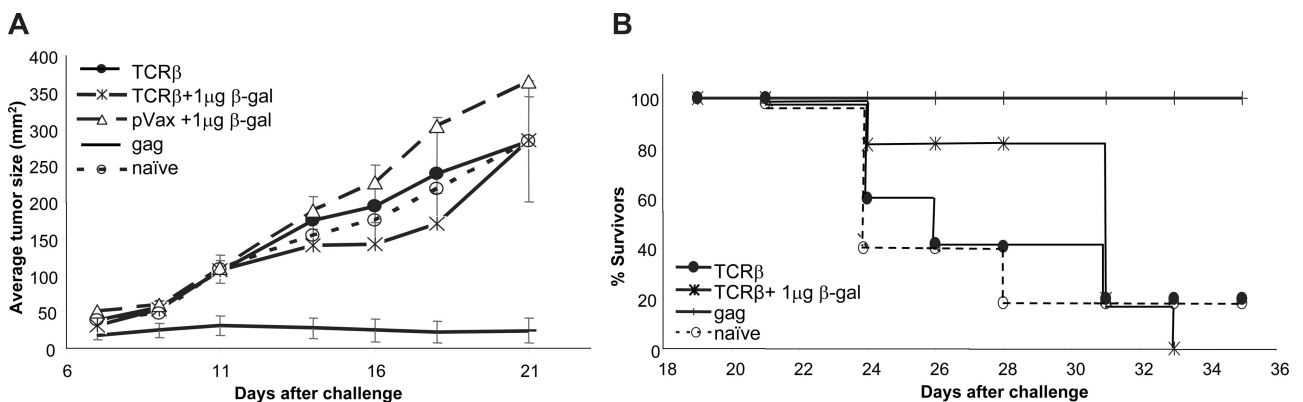 A
Average tumor size (mm²)
400
350
300
250
200
150
100
50
0
TCRβ
TCRβ+1μg β-gal
pVax +1μg β-gal
gag
naïve
6
11
16
21
Days after challenge
B
% Survivors
100
80
60
40
20
0
TCRβ
TCRβ+ 1μg β-gal
gag
naïve
18
20
22
24
26
28
30
32
34
36
Days after challenge